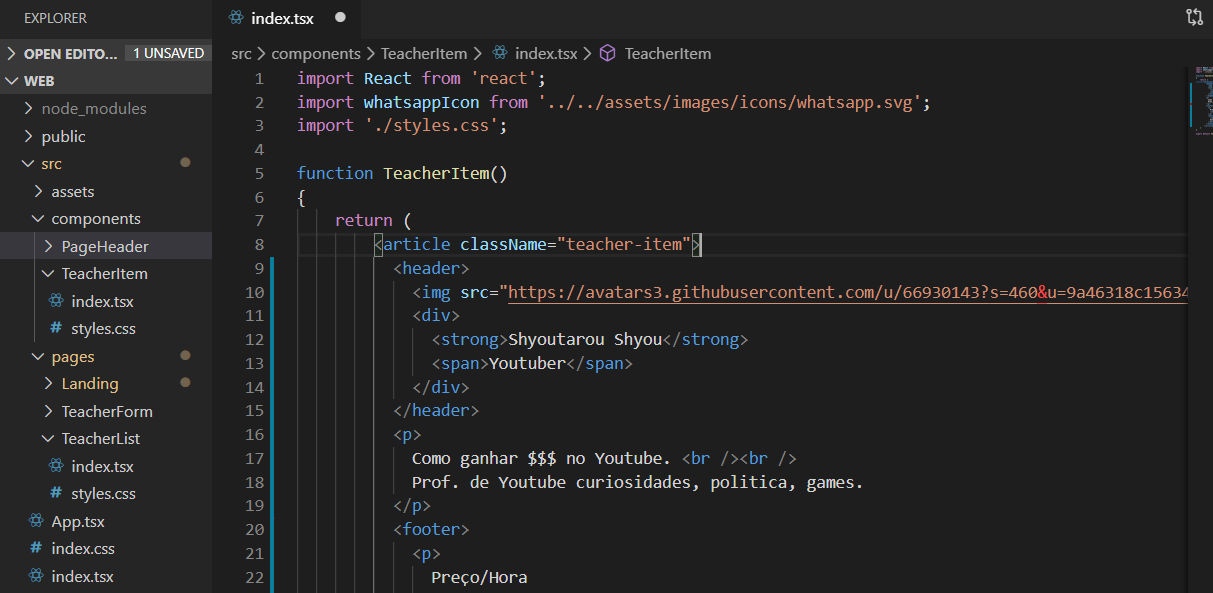 EXPLORER
OPEN EDITO... 1 UNSAVED
WEB
node_modules
public
src
assets
components
PageHeader
TeacherItem
index.tsx
styles.css
pages
Landing
TeacherForm
TeacherList
index.tsx
styles.css
App.tsx
index.css
index.tsx
index.tsx
src > components > TeacherItem > index.tsx > TeacherItem
1 import React from 'react';
2 import whatsappIcon from '../../assets/images/icons/whatsapp.svg';
3 import './styles.css';
4
5 function TeacherItem()
6 {
7 return (
8 <article className="teacher-item">
9 <header>
10 <img src="https://avatars3.githubusercontent.com/u/66930143?s=460&u=9a46318c15634
11 <div>
12 <strong>Shyoutarou Shyou</strong>
13 <span>Youtuber</span>
14 </div>
15 </header>
16 <p>
17 Como ganhar $$$ no Youtube. <br /><br />
18 Prof. de Youtube curiosidades, politica, games.
19 </p>
20 <footer>
21 <p>
22 Preço/Hora